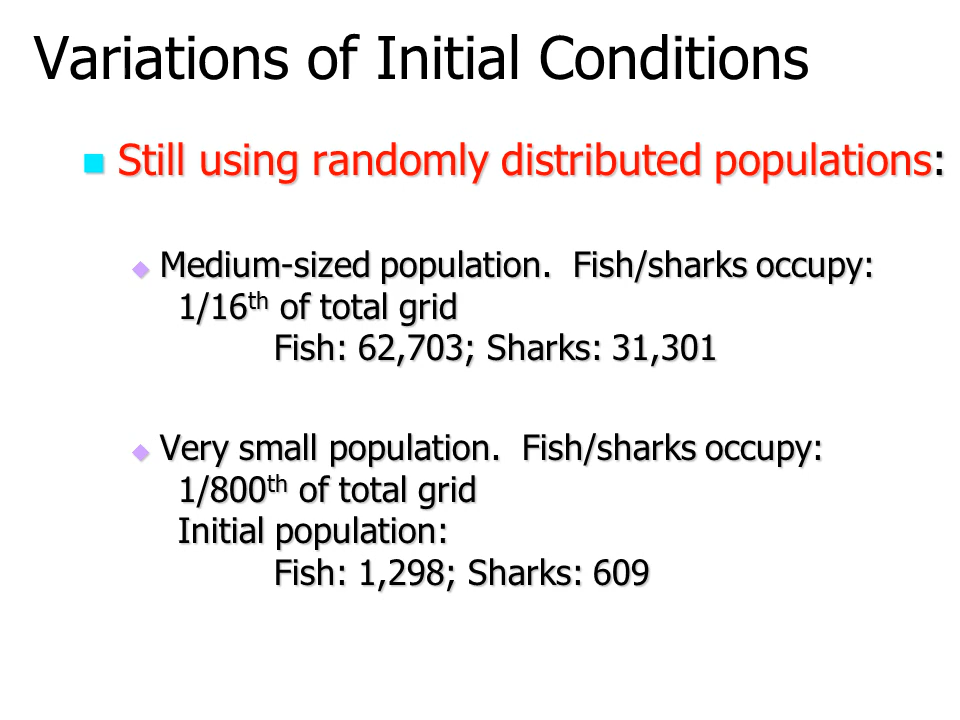 Variations of Initial Conditions
Still using randomly distributed populations:
Medium-sized population.  Fish/sharks occupy:
1/16th of total grid
Fish: 62,703; Sharks: 31,301
Very small population.  Fish/sharks occupy:
1/800th of total grid
Initial population:
Fish: 1,298; Sharks: 609